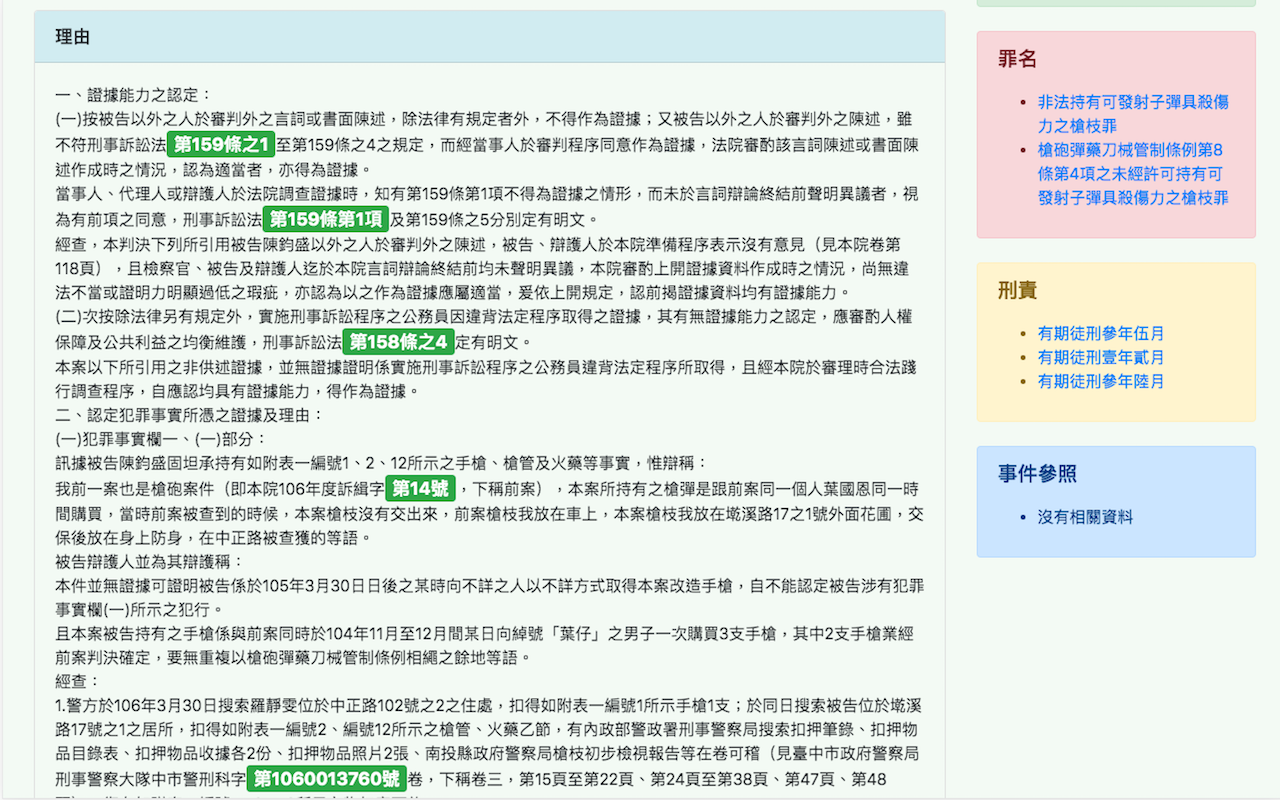 理由
一、證據能力之認定：
(一)按被告以外之人於審判外之言詞或書面陳述，除法律有規定者外，不得作為證據；又被告以外之人於審判外之陳述，雖
不符刑事訴訟法第159條之1至第159條之4之規定，而經當事人於審判程序同意作為證據，法院審酌該言詞陳述或書面陳
述作成時之情況，認為適當者，亦得為證據。
當事人、代理人或辯護人於法院調查證據時，知有第159條第1項不得為證據之情形，而未於言詞辯論終結前聲明異議者，視
為有前項之同意，刑事訴訟法第159條第1項及第159條之5分別定有明文。
經查，本判決下列所引用被告陳鈞盛以外之人於審判外之陳述，被告、辯護人於本院準備程序表示沒有意見（見本院卷第
118頁），且檢察官、被告及辯護人迄於本院言詞辯論終結前均未聲明異議，本院審酌上開證據資料作成時之情況，尚無違
法不當或證明力明顯過低之瑕疵，亦認為以之作為證據應屬適當，爰依上開規定，認前揭證據資料均有證據能力。
(二)次按除法律另有規定外，實施刑事訴訟程序之公務員因違背法定程序取得之證據，其有無證據能力之認定，應審酌人權
保障及公共利益之均衡維護，刑事訴訟法第158條之4定有明文。
本案以下所引用之非供述證據，並無證據證明係實施刑事訴訟程序之公務員違背法定程序所取得，且經本院於審理時合法踐
行調查程序，自應認均具有證據能力，得作為證據。
二、認定犯罪事實所憑之證據及理由：
(一)犯罪事實欄一、(一)部分：
訊據被告陳鈞盛固坦承持有如附表一編號1、2、12所示之手槍、槍管及火藥等事實，惟辯稱：
我前一案也是槍砲案件（即本院106年度訴緝字第14號，下稱前案），本案所持有之槍彈是跟前案同一個人葉國恩同一時
間購買，當時前案被查到的時候，本案槍枝沒有交出來，前案槍枝我放在車上，本案槍枝我放在墘溪路17之1號外面花圃，交
保後放在身上防身，在中正路被查獲的等語。
被告辯護人並為其辯護稱：
本件並無證據可證明被告係於105年3月30日日後之某時向不詳之人以不詳方式取得本案改造手槍，自不能認定被告涉有犯罪
事實欄(一)所示之犯行。
且本案被告持有之手槍係與前案同時於104年11月至12月間某日向綽號「葉仔」之男子一次購買3支手槍，其中2支手槍業經
前案判決確定，要無重複以槍砲彈藥刀械管制條例相繩之餘地等語。
經查：
1.警方於106年3月30日搜索羅靜雯位於中正路102號之2之住處，扣得如附表一編號1所示手槍1支；於同日搜索被告位於墘溪
路17號之1之居所，扣得如附表一編號2、編號12所示之槍管、火藥乙節，有內政部警政署刑事警察局搜索扣押筆錄、扣押物
品目錄表、扣押物品收據各2份、扣押物品照片2張、南投縣政府警察局槍枝初步檢視報告等在卷可稽（見臺中市政府警察局
刑事警察大隊中市警刑科字第1060013760號卷，下稱卷三，第15頁至第22頁、第24頁至第38頁、第47頁、第48
罪名
非法持有可發射子彈具殺傷
力之槍枝罪
槍砲彈藥刀械管制條例第8
條第4項之未經許可持有可
發射子彈具殺傷力之槍枝罪
刑責
有期徒刑參年伍月
有期徒刑壹年貳月
有期徒刑參年陸月
事件參照
沒有相關資料